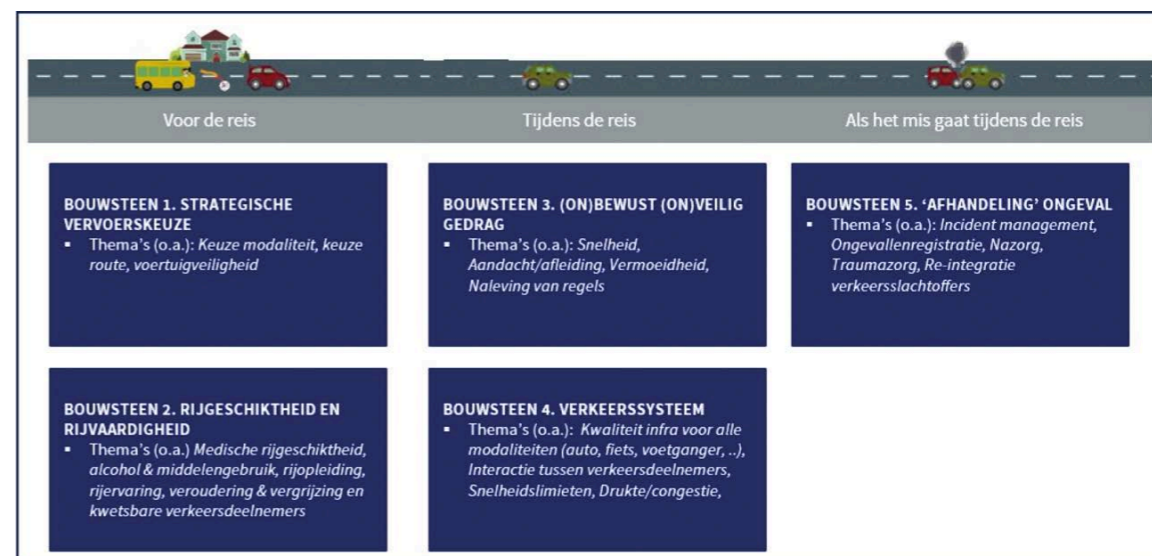 Voor de reis
Tijdens de reis
Als het mis gaat tijdens de reis
BOUWSTEEN 1. STRATEGISCHE
VERVOERSKEUZE
▪ Thema's (o.a.): Keuze modaliteit, keuze
route, voertuigveiligheid
BOUWSTEEN 2. RIJGESCHIKTHEID EN
RIJVAARDIGHEID
▪ Thema's (o.a.) Medische rijgeschiktheid,
alcohol & middelengebruik, rijopleiding,
rijervaring, veroudering & vergrijzing en
kwetsbare verkeersdeelnemers
BOUWSTEEN 3. (ON)BEWUST (ON)VEILIG
GEDRAG
▪ Thema's (o.a.): Snelheid,
Aandacht/afleiding, Vermoeidheid,
Naleving van regels
BOUWSTEEN 4. VERKEERSSYSTEEM
▪ Thema's (o.a.): Kwaliteit infra voor alle
modaliteiten (auto, fiets, voetganger, ..),
Interactie tussen verkeersdeelnemers,
Snelheidslimieten, Drukte/congestie,
BOUWSTEEN 5. ‘AFHANDELING’ ONGEVAL
▪ Thema's (o.a.): Incident management,
Ongevallenregistratie, Nazorg,
Traumazorg, Re-integratie
verkeersslachtoffers